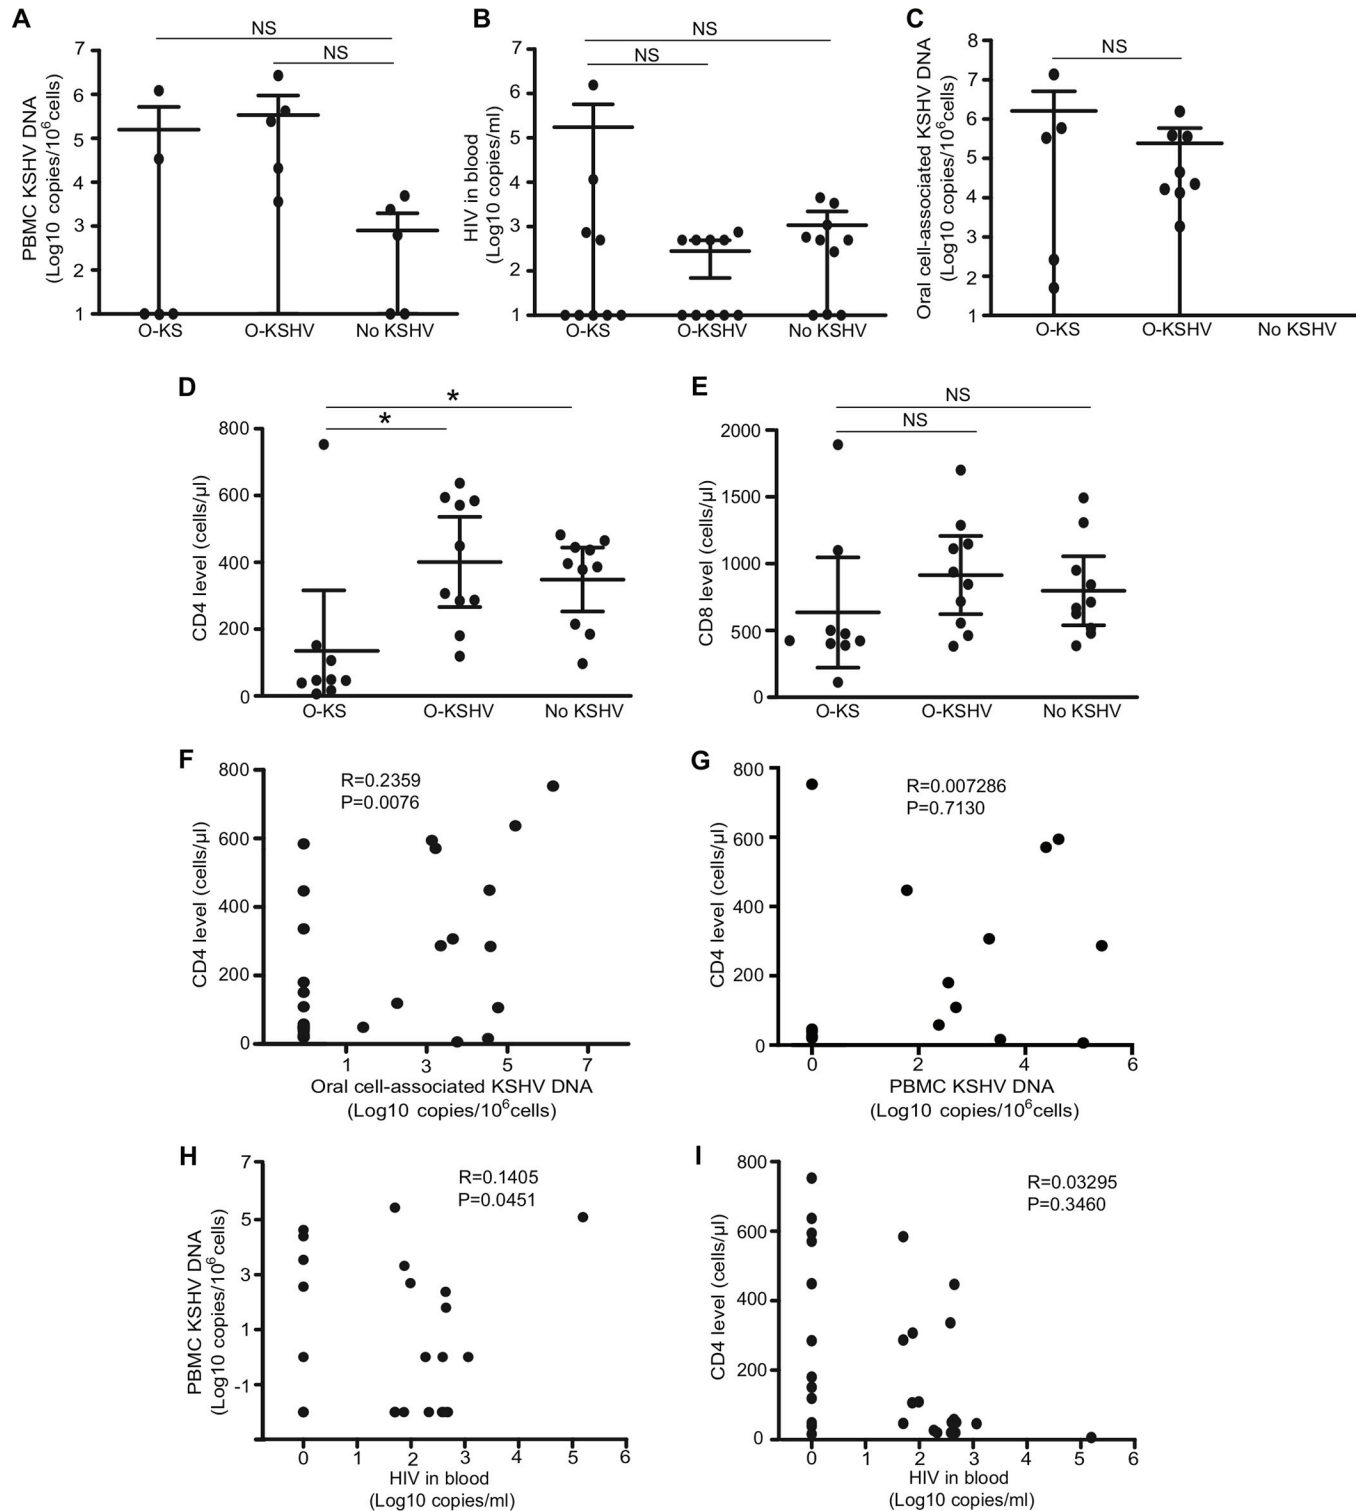 A
NS
NS
PBMC KSHV DNA
(Log10 copies/10⁶cells)
7
6
5
4
3
2
1
O-KS
O-KSHV
No KSHV
B
NS
NS
HIV in blood
(Log10 copies/ml)
7
6
5
4
3
2
1
O-KS
O-KSHV
No KSHV
C
NS
Oral cell-associated KSHV DNA
(Log10 copies/10⁶cells)
8
7
6
5
4
3
2
1
O-KS
O-KSHV
No KSHV
D
*
*
CD4 level (cells/µl)
800
600
400
200
0
O-KS
O-KSHV
No KSHV
E
NS
NS
CD8 level (cells/µl)
2000
1500
1000
500
0
O-KS
O-KSHV
No KSHV
F
R=0.2359
P=0.0076
CD4 level (cells/µl)
800
600
400
200
0
1
3
5
7
Oral cell-associated KSHV DNA
(Log10 copies/10⁶cells)
G
R=0.007286
P=0.7130
CD4 level (cells/µl)
800
600
400
200
0
0
2
4
6
PBMC KSHV DNA
(Log10 copies/10⁶cells)
H
R=0.1405
P=0.0451
PBMC KSHV DNA
(Log10 copies/10⁶cells)
7
5
3
1
-1
0
1
2
3
4
5
6
HIV in blood
(Log10 copies/ml)
I
R=0.03295
P=0.3460
CD4 level (cells/µl)
800
600
400
200
0
0
1
2
3
4
5
6
HIV in blood
(Log10 copies/ml)